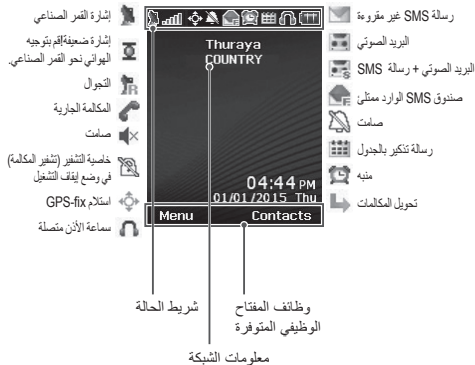 إشارة القمر الصناعي
إشارة ضعيفة!قم بتوجيه
الهوائي نحو القمر الصناعي.
التجوال
المكالمة الجارية
صامت
خاصية التشفير (تشفير المكالمة)
في وضع إيقاف التشغيل
استلام GPS-fix
سماعة الأذن متصلة
Thuraya
COUNTRY
04:44 PM
01/01/2015 Thu
Menu
Contacts
رسالة SMS غير مقروءة
البريد الصوتي
البريد الصوتي + رسالة SMS
صندوق SMS الوارد ممتلئ
صامت
رسالة تذكير بالجدول
منبه
تحويل المكالمات
شريط الحالة
وظائف المفتاح
الوظيفي المتوفرة
معلومات الشبكة